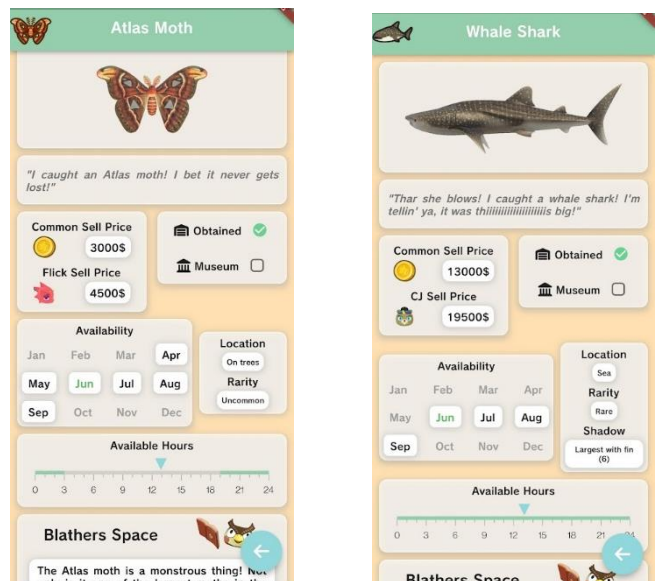 Atlas Moth
"I caught an Atlas moth! I bet it never gets
lost!"
Common Sell Price
3000$
Flick Sell Price
4500$
Obtained
Museum
Availability
Jan Feb Mar Apr
May Jun Jul Aug
Sep Oct Nov Dec
Location
On trees
Rarity
Uncommon
Available Hours
0 3 6 9 12 15 18 21 24
Blathers Space
The Atlas moth is a monstrous thing! Not
Whale Shark
"Thar she blows! I caught a whale shark! I'm
tellin' ya, it was thiiiiiiiiiiiiiiiiiiis big!"
Common Sell Price
13000$
CJ Sell Price
19500$
Obtained
Museum
Availability
Jan Feb Mar Apr
May Jun Jul Aug
Sep Oct Nov Dec
Location
Sea
Rarity
Rare
Shadow
Largest with fin
(6)
Available Hours
0 3 6 9 12 15 18 21 24
Blathers Space